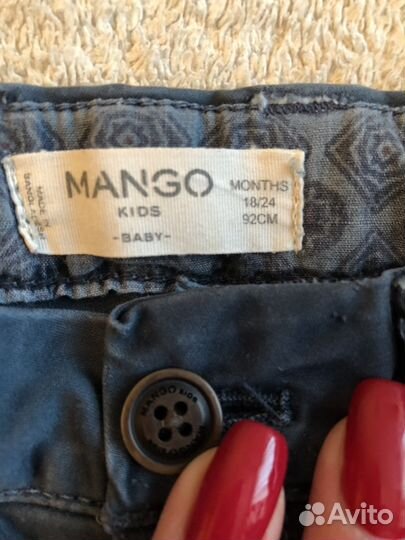 MANGO
KIDS
-BABY-
MONTHS
18/24
92CM
MANGO KIDS
Avito